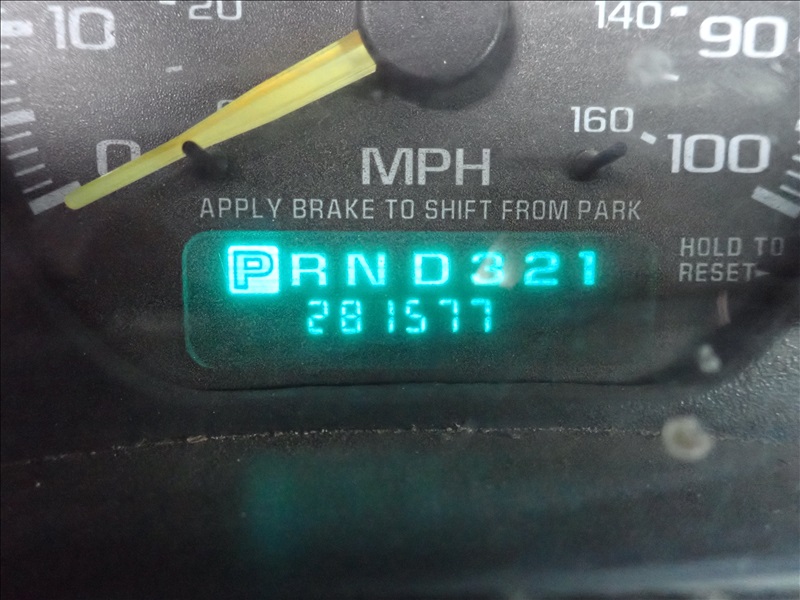 10 20 140 90
0 160 100
MPH
APPLY BRAKE TO SHIFT FROM PARK
HOLD TO
RESET
P R N D 3 2 1
281577